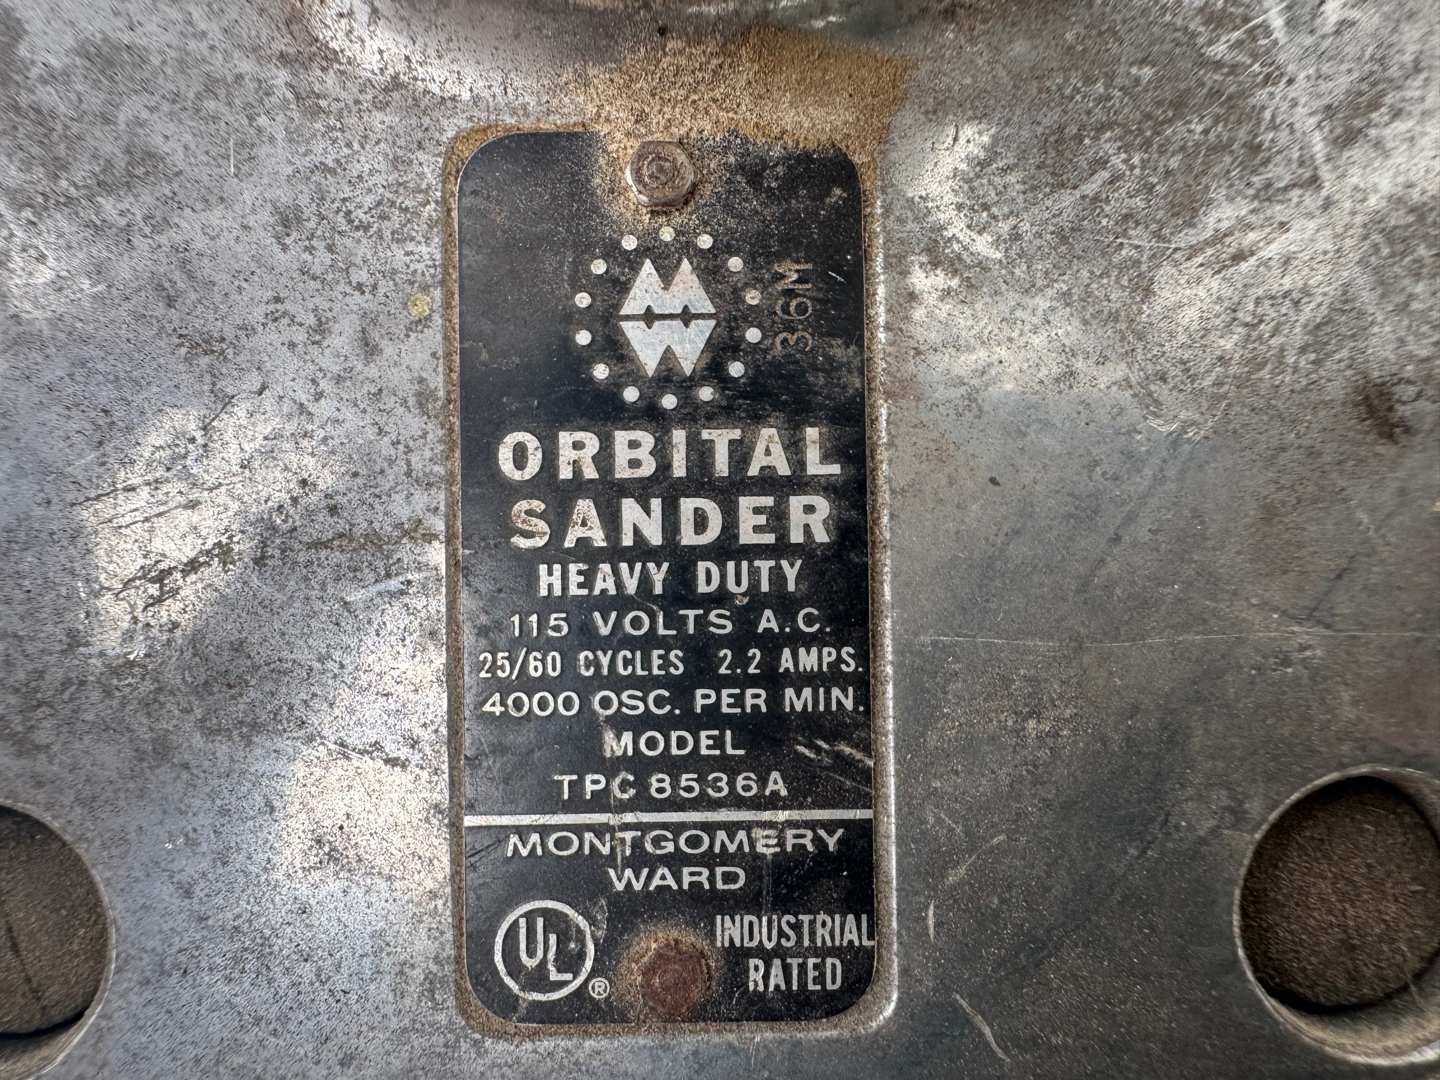 MW
36M
ORBITAL
SANDER
HEAVY DUTY
115 VOLTS A.C.
25/60 CYCLES 2.2 AMPS.
4000 OSC. PER MIN.
MODEL
TPC 8536A
MONTGOMERY
WARD
UL®
INDUSTRIAL
RATED